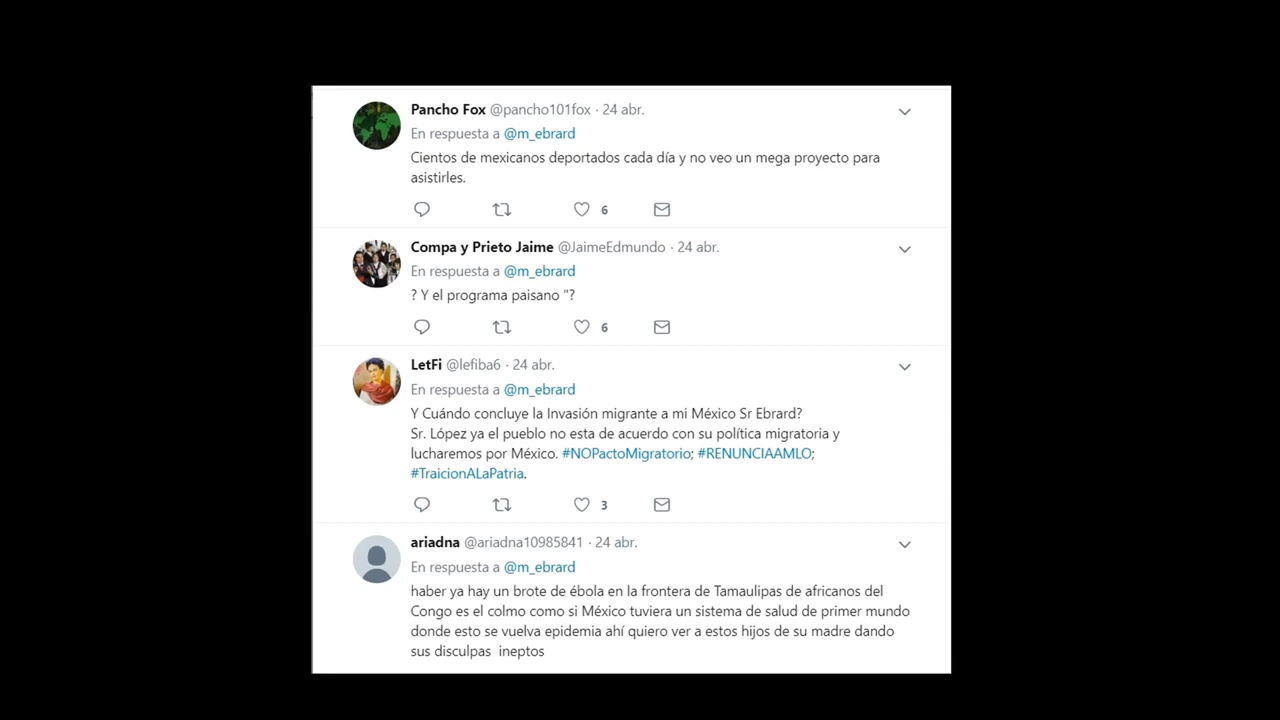 Pancho Fox @pancho101fox · 24 abr.
En respuesta a @m_ebrard
Cientos de mexicanos deportados cada día y no veo un mega proyecto para
asistirles.
6
Compa y Prieto Jaime @JaimeEdmundo · 24 abr.
En respuesta a @m_ebrard
? Y el programa paisano "?
6
LetFi @lefiba6 · 24 abr.
En respuesta a @m_ebrard
Y Cuándo concluye la Invasión migrante a mi México Sr Ebrard?
Sr. López ya el pueblo no esta de acuerdo con su política migratoria y
lucharemos por México. #NOPactoMigratorio; #RENUNCIAAMLO;
#TraicionALaPatria.
3
ariadna @ariadna10985841 · 24 abr.
En respuesta a @m_ebrard
haber ya hay un brote de ébola en la frontera de Tamaulipas de africanos del
Congo es el colmo como si México tuviera un sistema de salud de primer mundo
donde esto se vuelva epidemia ahí quiero ver a estos hijos de su madre dando
sus disculpas  ineptos